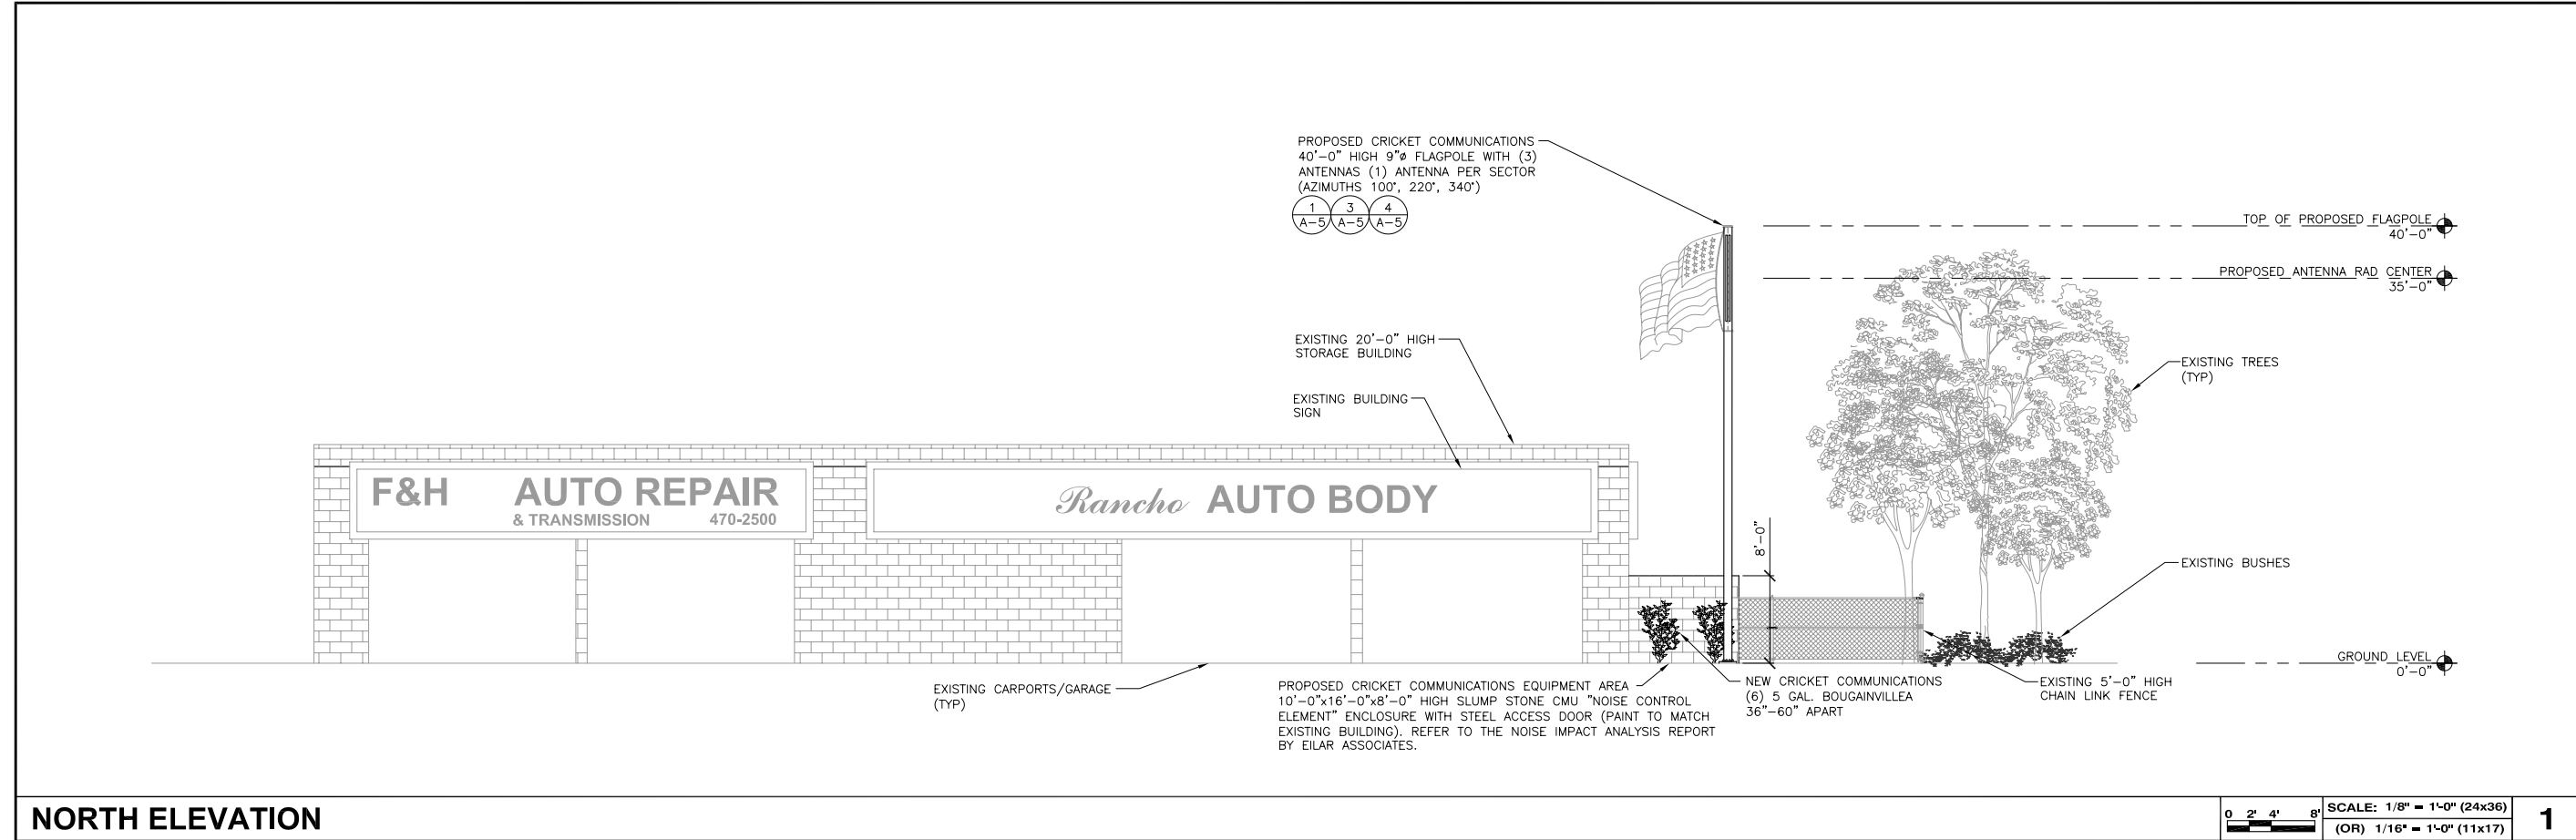 PROPOSED CRICKET COMMUNICATIONS
40'-0" HIGH 9"Ø FLAGPOLE WITH (3)
ANTENNAS (1) ANTENNA PER SECTOR
(AZIMUTHS 100°, 220°, 340°)
1 3 4
A-5 A-5 A-5
TOP OF PROPOSED FLAGPOLE
40'-0"
PROPOSED ANTENNA RAD CENTER
35'-0"
EXISTING 20'-0" HIGH
STORAGE BUILDING
EXISTING TREES
(TYP)
EXISTING BUILDING
SIGN
F&H AUTO REPAIR
& TRANSMISSION 470-2500
Rancho AUTO BODY
8'-0"
EXISTING BUSHES
GROUND LEVEL
0'-0"
EXISTING CARPORTS/GARAGE
(TYP)
PROPOSED CRICKET COMMUNICATIONS EQUIPMENT AREA
10'-0"x16'-0"x8'-0" HIGH SLUMP STONE CMU "NOISE CONTROL
ELEMENT" ENCLOSURE WITH STEEL ACCESS DOOR (PAINT TO MATCH
EXISTING BUILDING). REFER TO THE NOISE IMPACT ANALYSIS REPORT
BY EILAR ASSOCIATES.
NEW CRICKET COMMUNICATIONS
(6) 5 GAL. BOUGAINVILLEA
36"-60" APART
EXISTING 5'-0" HIGH
CHAIN LINK FENCE
NORTH ELEVATION
0 2' 4' 8'
SCALE: 1/8" = 1'-0" (24x36)
(OR) 1/16" = 1'-0" (11x17)
1